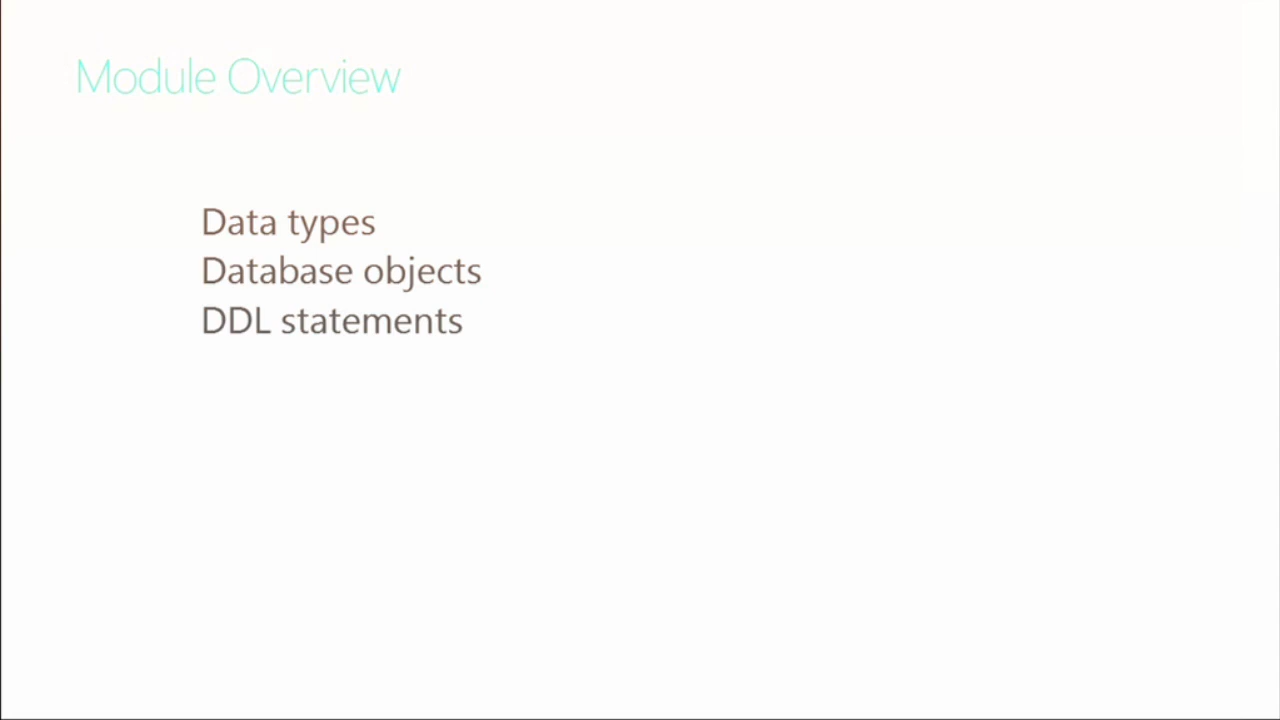 Module Overview
Data types
Database objects
DDL statements